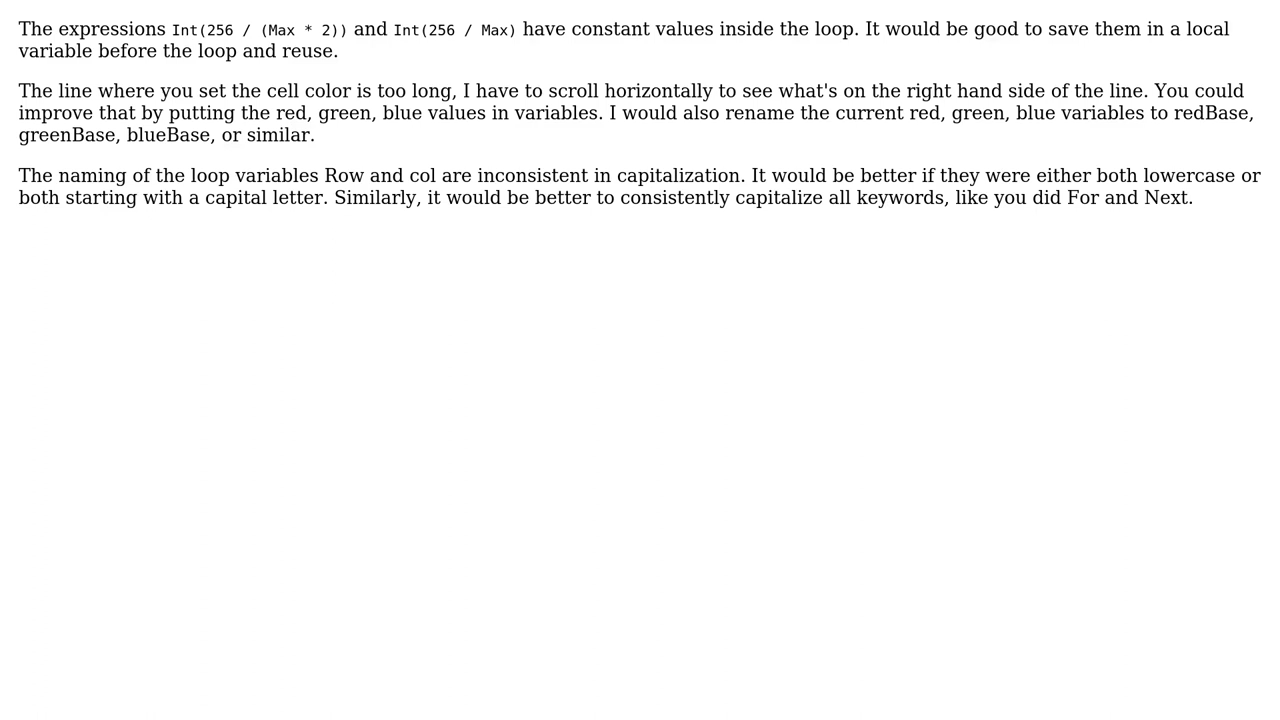 The expressions Int(256 / (Max * 2)) and Int(256 / Max) have constant values inside the loop. It would be good to save them in a local
variable before the loop and reuse.
The line where you set the cell color is too long, I have to scroll horizontally to see what's on the right hand side of the line. You could
improve that by putting the red, green, blue values in variables. I would also rename the current red, green, blue variables to redBase,
greenBase, blueBase, or similar.
The naming of the loop variables Row and col are inconsistent in capitalization. It would be better if they were either both lowercase or
both starting with a capital letter. Similarly, it would be better to consistently capitalize all keywords, like you did For and Next.